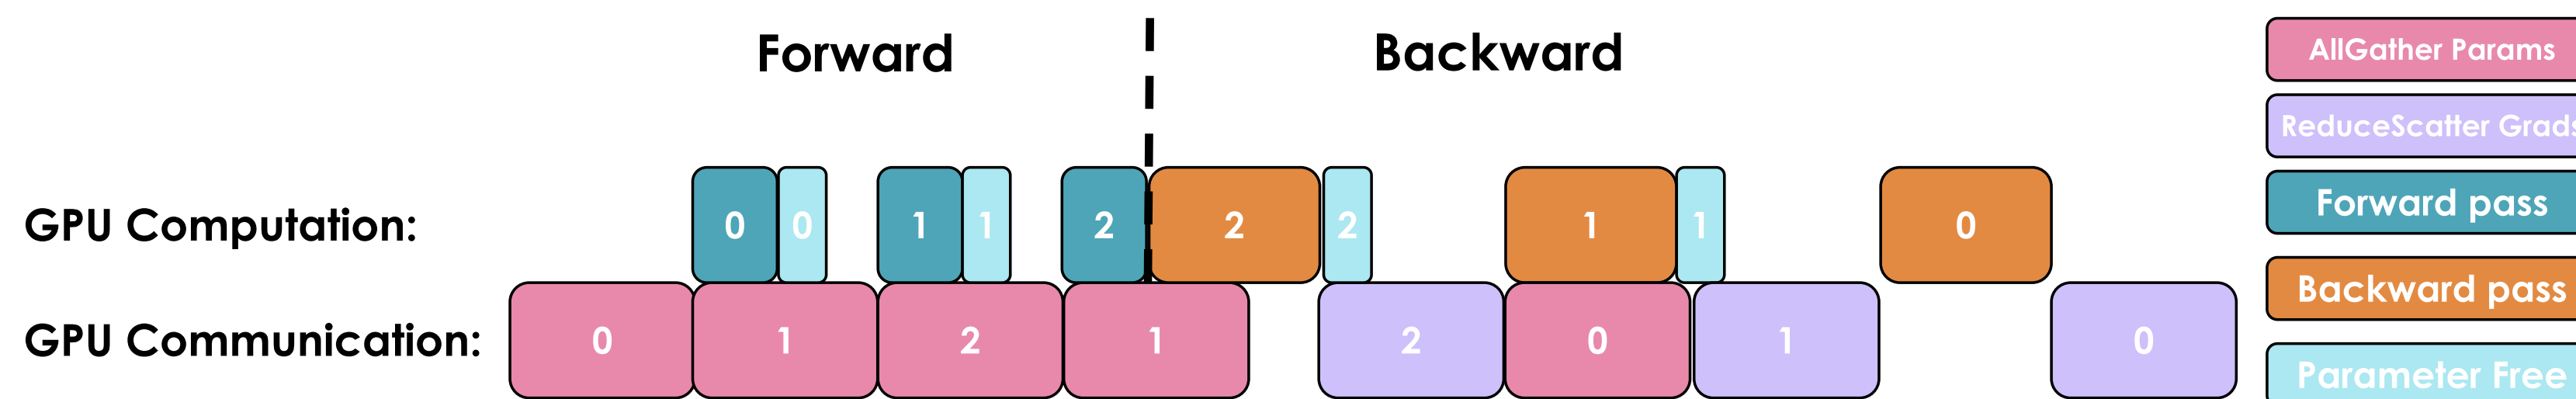 Forward Backward
AllGather Params
ReduceScatter Grads
Forward pass
Backward pass
Parameter Free
GPU Computation: 0 0 1 1 2 2 2 1 1 0
GPU Communication: 0 1 2 1 2 0 1 0